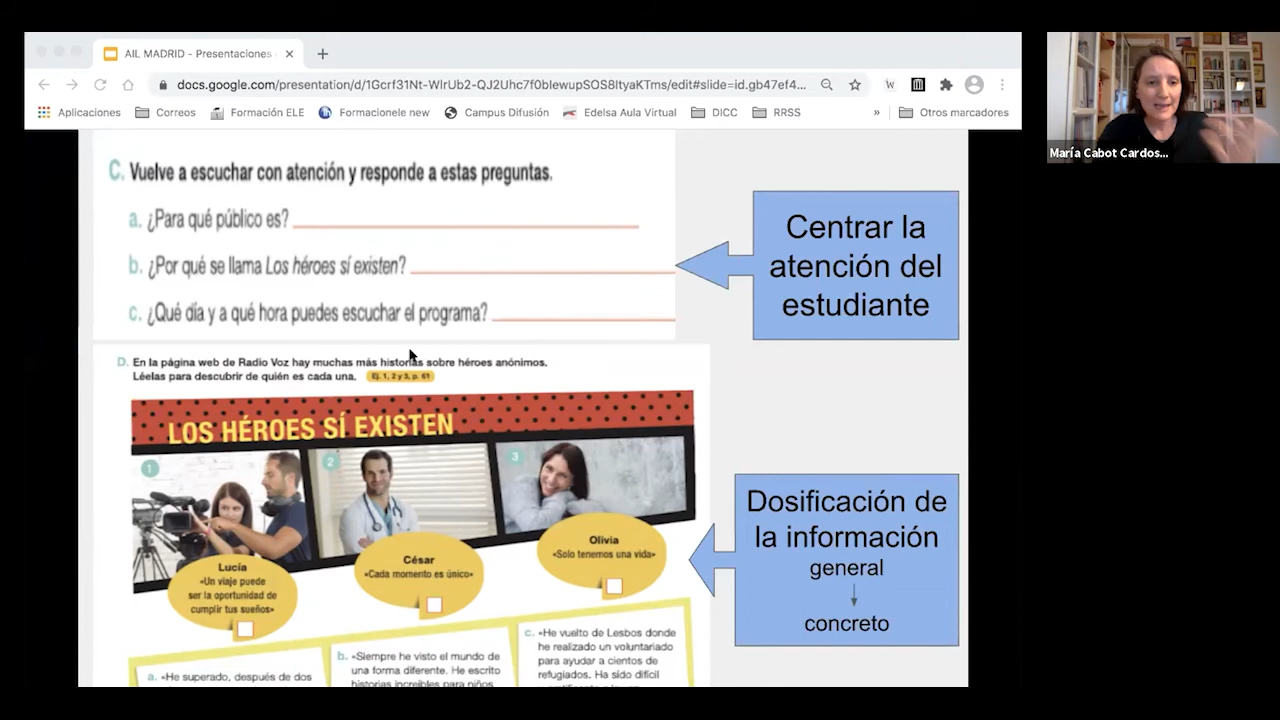 AIL MADRID - Presentaciones
docs.google.com/presentation/d/1Gcrf31Nt-WlrUb2-QJ2Uhc7f0blewupSOS8ltyaKTms/edit#slide=id.gb47ef4...
Aplicaciones
Correos
Formación ELE
Formacionele new
Campus Difusión
Edelsa Aula Virtual
DICC
RRSS
»
Otros marcadores
María Cabot Cardos...
C. Vuelve a escuchar con atención y responde a estas preguntas.
a. ¿Para qué público es?
b. ¿Por qué se llama Los héroes sí existen?
c. ¿Qué día y a qué hora puedes escuchar el programa?
Centrar la
atención del
estudiante
D. En la página web de Radio Voz hay muchas más historias sobre héroes anónimos.
Léelas para descubrir de quién es cada una. Ej. 1, 2 y 3, p. 61
LOS HÉROES SÍ EXISTEN
1
2
3
Lucía
«Un viaje puede
ser la oportunidad de
cumplir tus sueños»
César
«Cada momento es único»
Olivia
«Solo tenemos una vida»
Dosificación de
la información
general
concreto
a. «He superado, después de dos
b. «Siempre he visto el mundo de
una forma diferente. He escrito
historias increíbles para niños
c. «He vuelto de Lesbos donde
he realizado un voluntariado
para ayudar a cientos de
refugiados. Ha sido difícil